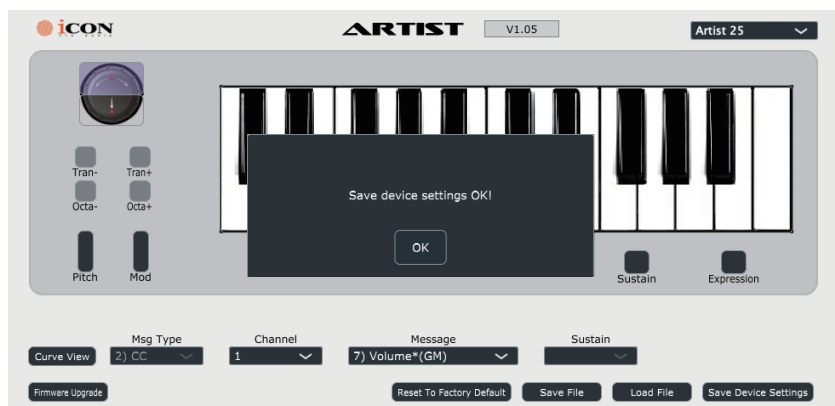 icon
ARTIST
V1.05
Artist 25
Tran-
Tran+
Octa-
Octa+
Save device settings OK!
OK
Pitch
Mod
Sustain
Expression
Msg Type
Channel
Message
Sustain
Curve View
2) CC
1
7) Volume*(GM)
Firmware Upgrade
Reset To Factory Default
Save File
Load File
Save Device Settings